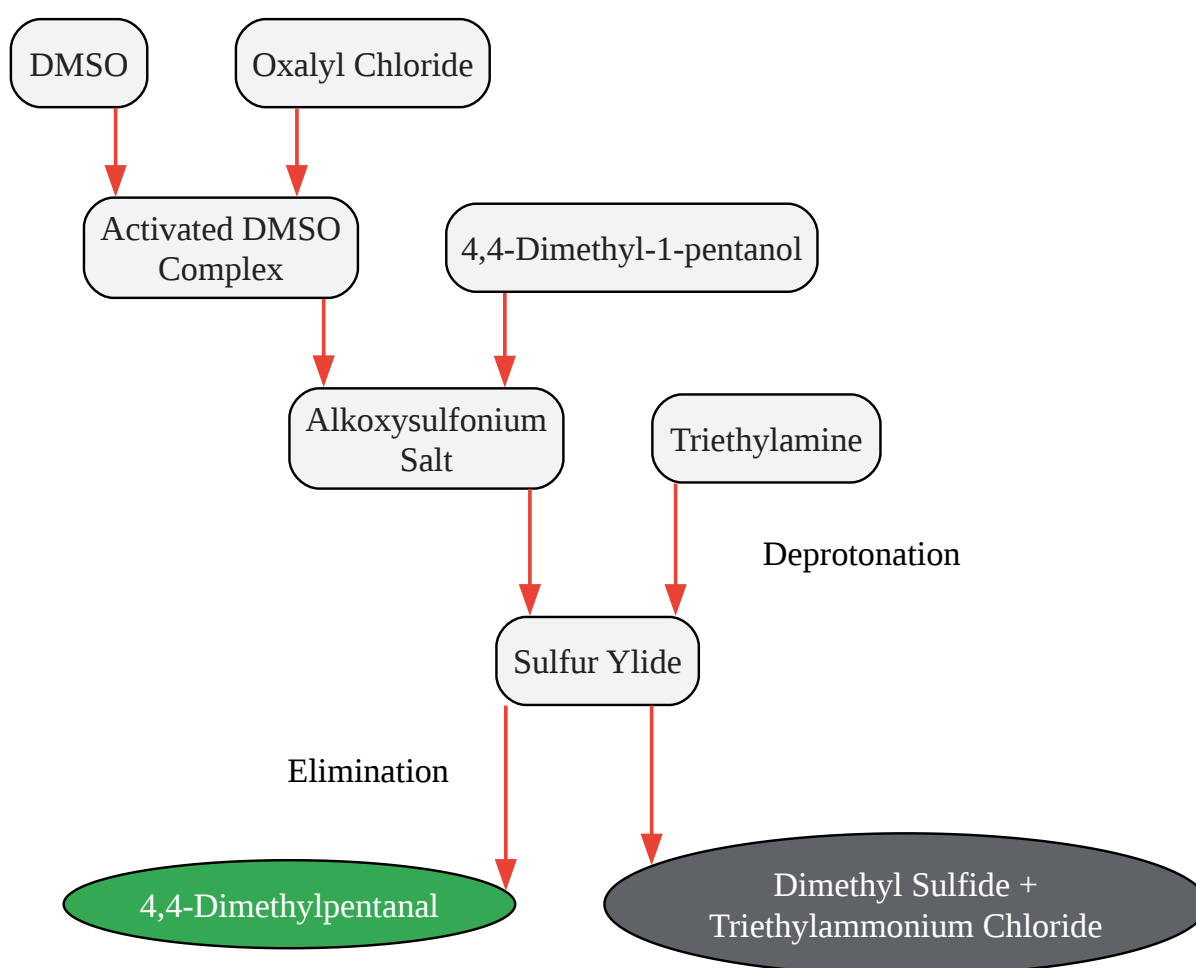 DMSO
Oxalyl Chloride
Activated DMSO
Complex
4,4-Dimethyl-1-pentanol
Alkoxysulfonium
Salt
Triethylamine
Deprotonation
Sulfur Ylide
Elimination
4,4-Dimethylpentanal
Dimethyl Sulfide +
Triethylammonium Chloride